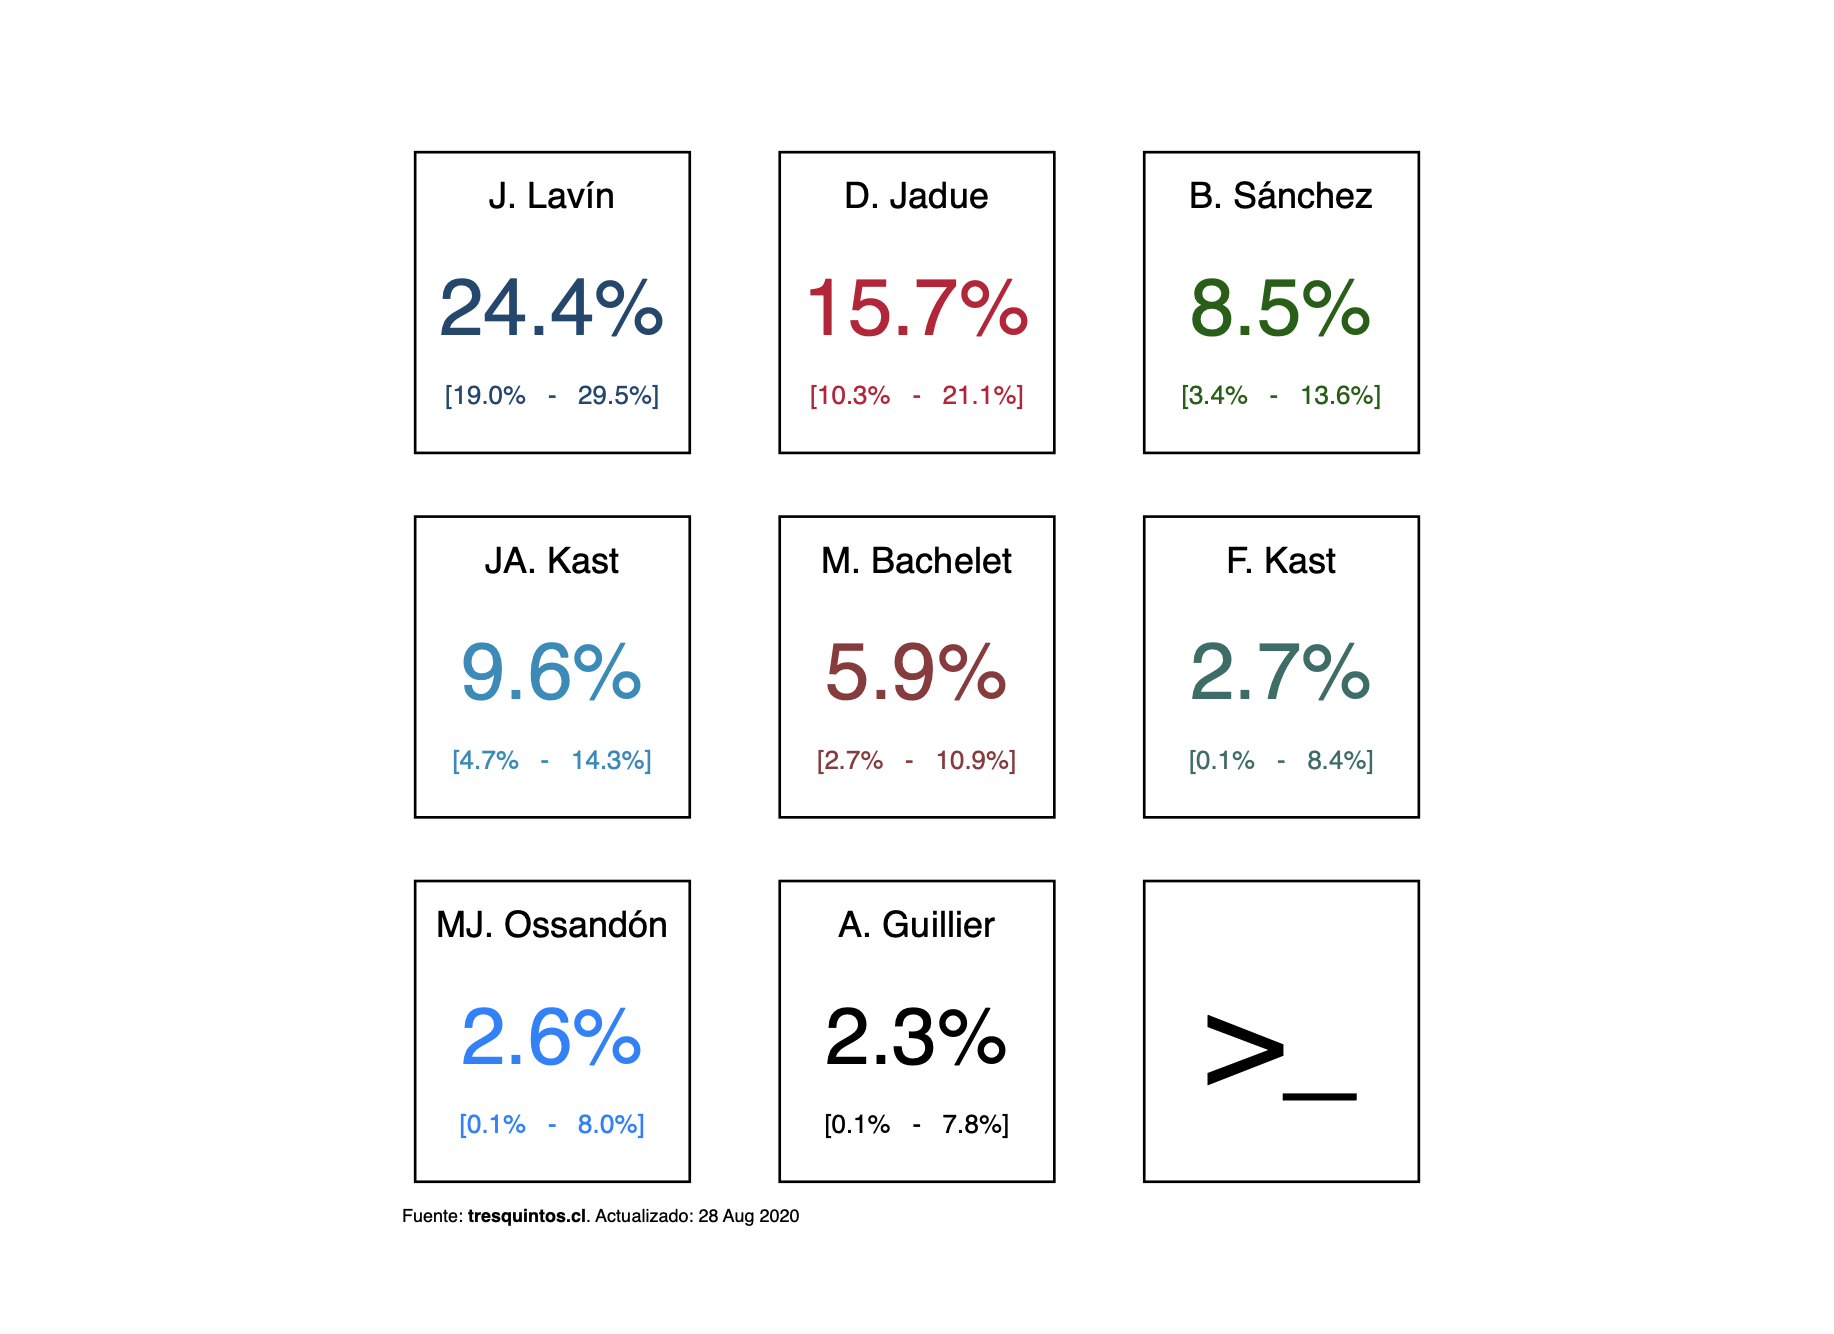 J. Lavín
24.4%
[19.0% - 29.5%]
D. Jadue
15.7%
[10.3% - 21.1%]
B. Sánchez
8.5%
[3.4% - 13.6%]
JA. Kast
9.6%
[4.7% - 14.3%]
M. Bachelet
5.9%
[2.7% - 10.9%]
F. Kast
2.7%
[0.1% - 8.4%]
MJ. Ossandón
2.6%
[0.1% - 8.0%]
A. Guillier
2.3%
[0.1% - 7.8%]
>_
Fuente: tresquintos.cl. Actualizado: 28 Aug 2020